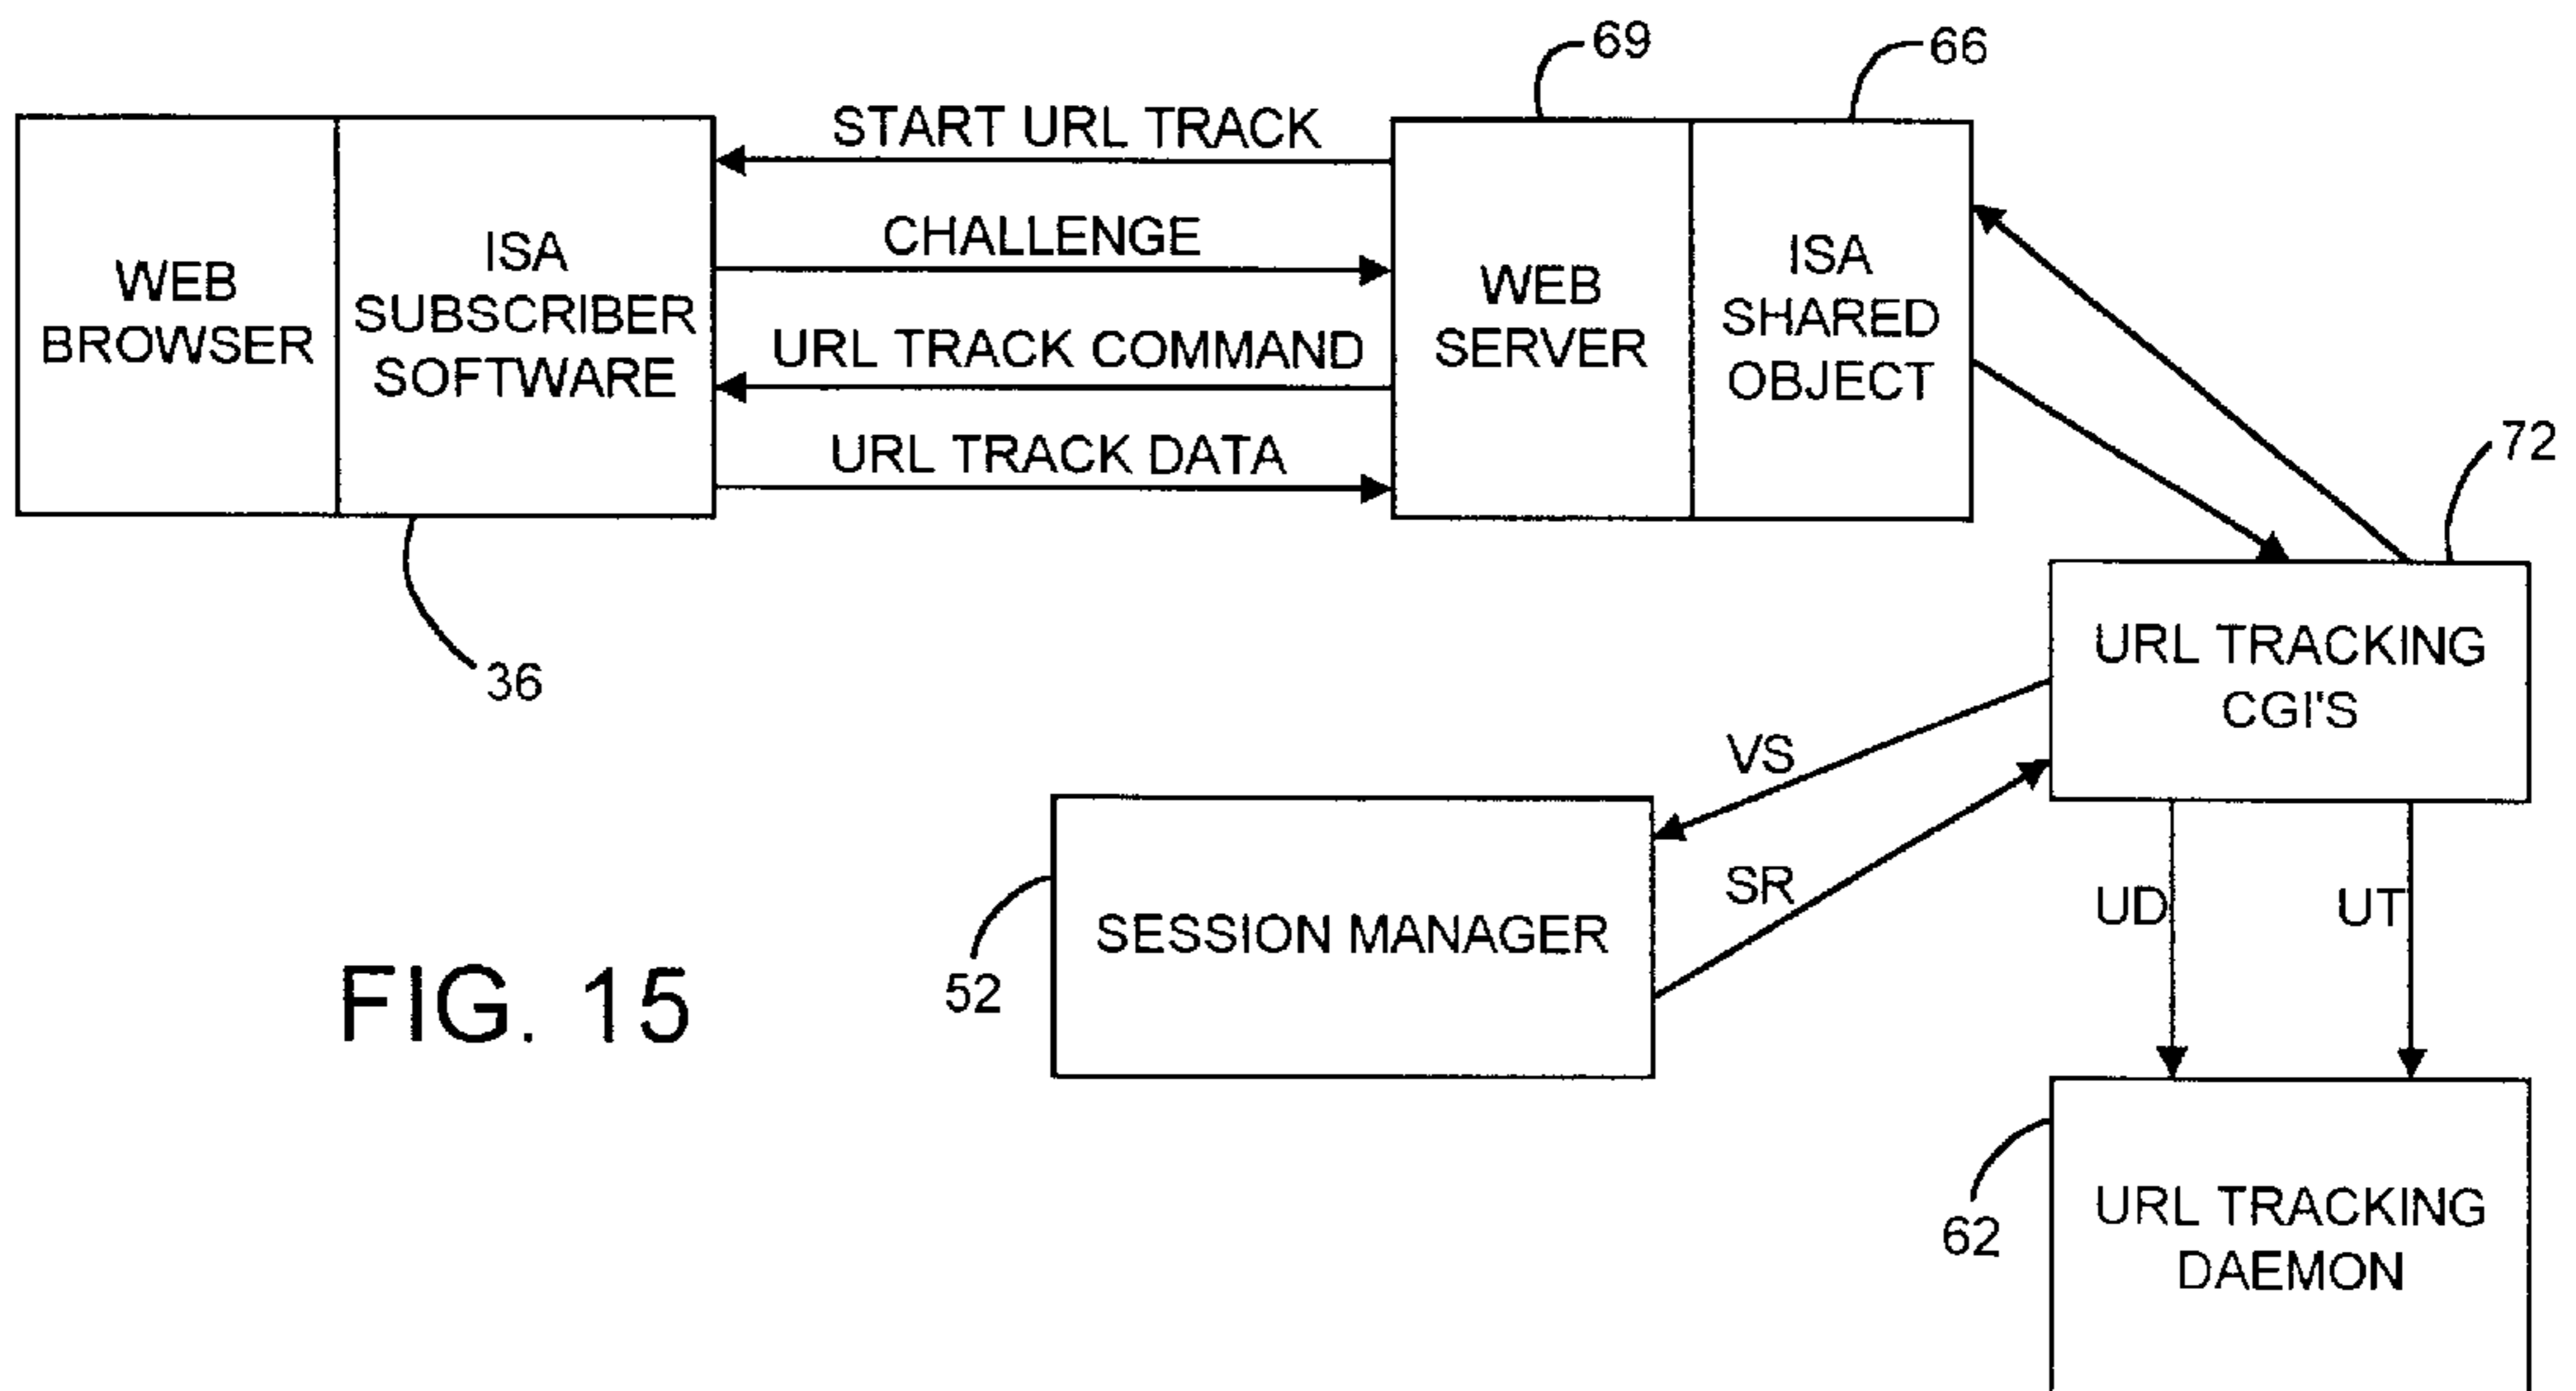 69
66
START URL TRACK
CHALLENGE
URL TRACK COMMAND
URL TRACK DATA
WEB
BROWSER
ISA
SUBSCRIBER
SOFTWARE
WEB
SERVER
ISA
SHARED
OBJECT
36
72
URL TRACKING
CGI'S
VS
SR
UD
UT
SESSION MANAGER
52
FIG. 15
62
URL TRACKING
DAEMON